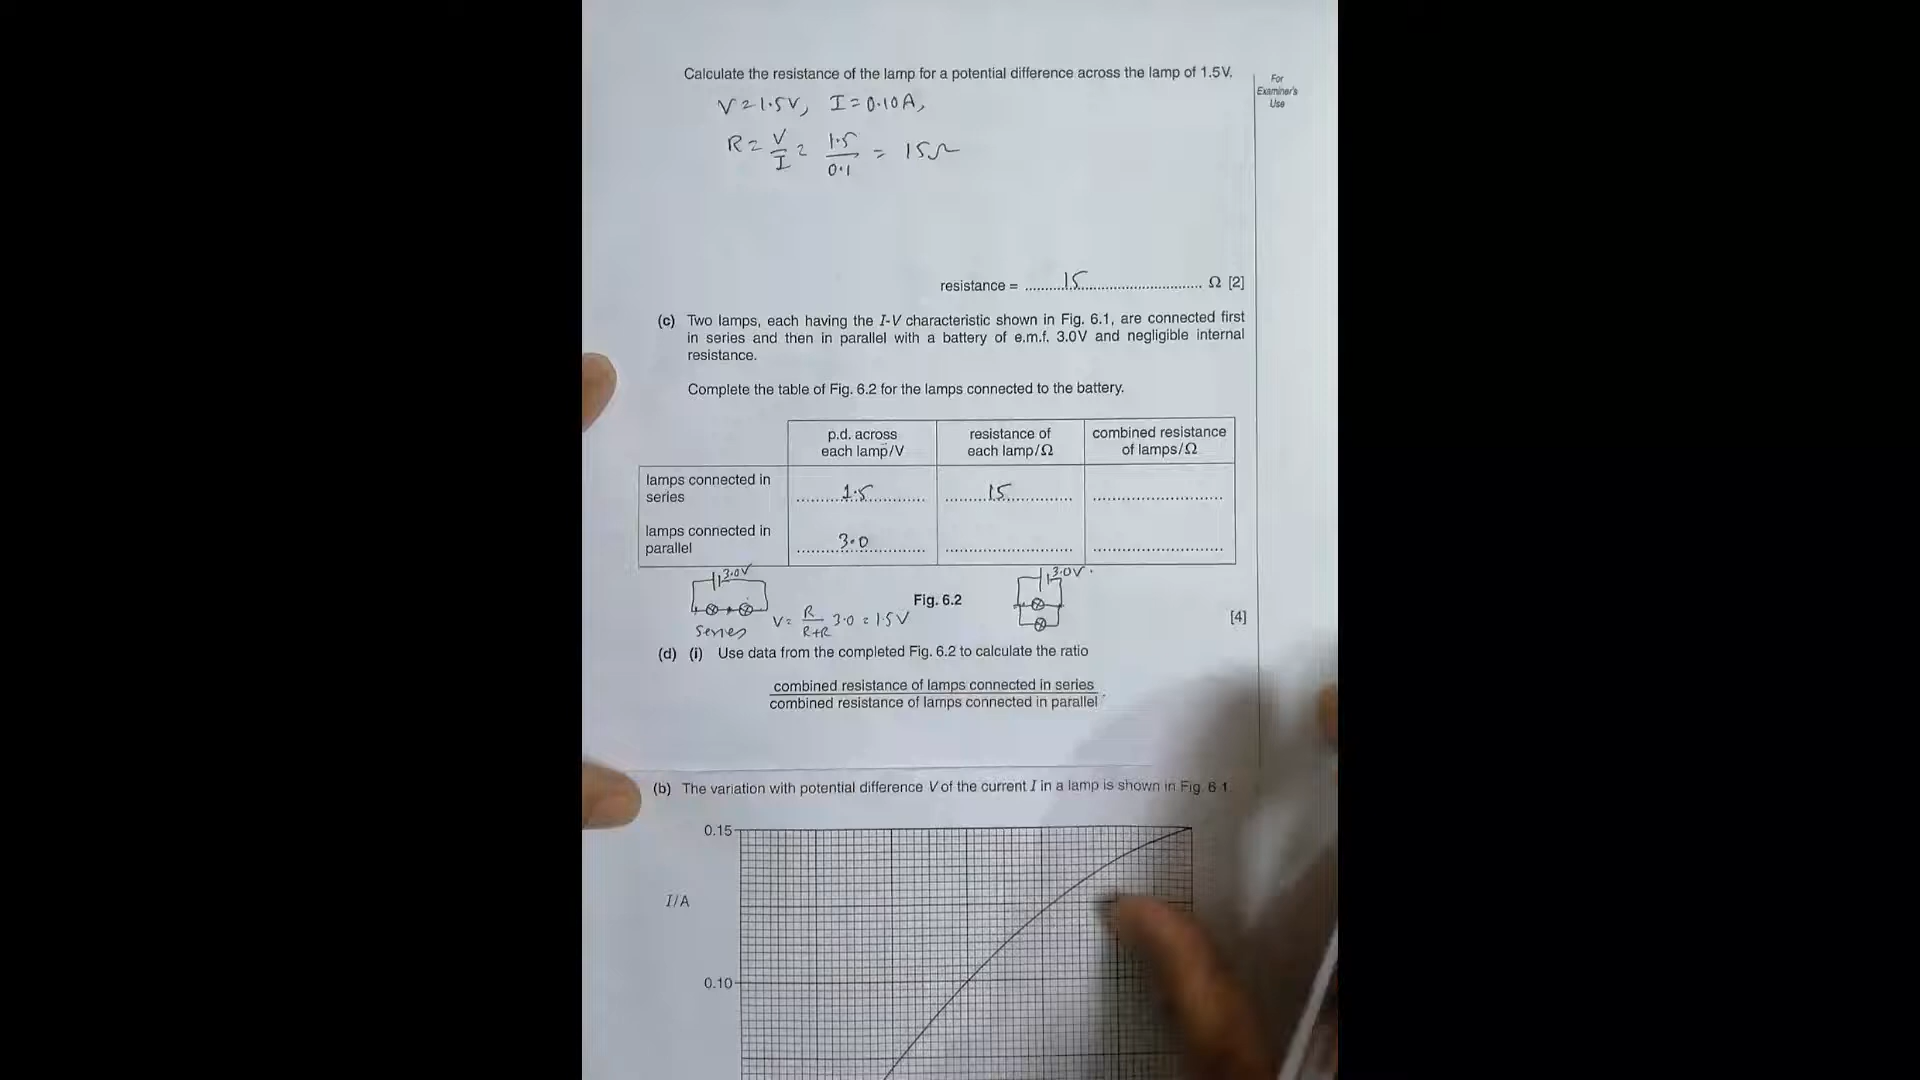 Calculate the resistance of the lamp for a potential difference across the lamp of 1.5V.
For
Examiner's
Use
V = 1.5V, I = 0.10A,
R = V/I = 1.5/0.1 = 15Ω
resistance = ....15.... Ω [2]
(c) Two lamps, each having the I-V characteristic shown in Fig. 6.1, are connected first
in series and then in parallel with a battery of e.m.f. 3.0V and negligible internal
resistance.
Complete the table of Fig. 6.2 for the lamps connected to the battery.
p.d. across each lamp/V
resistance of each lamp/Ω
combined resistance of lamps/Ω
lamps connected in series 1.5 15
lamps connected in parallel 3.0
3.0V
3.0V.
Fig. 6.2
[4]
V = R/R+R 3.0 = 1.5V
series
(d) (i) Use data from the completed Fig. 6.2 to calculate the ratio
combined resistance of lamps connected in series
combined resistance of lamps connected in parallel .
(b) The variation with potential difference V of the current I in a lamp is shown in Fig. 6.1
0.15
I/A
0.10